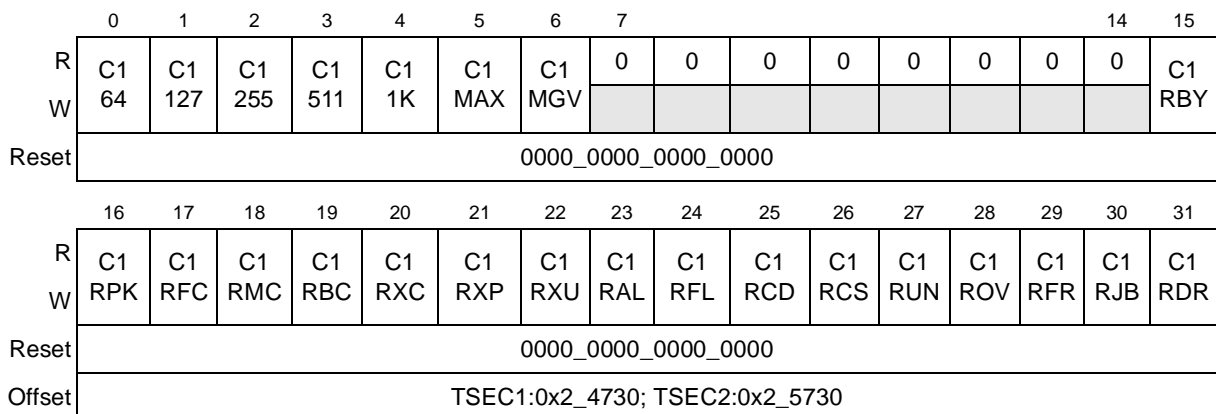 0 1 2 3 4 5 6 7 14 15
R C1 64 C1 127 C1 255 C1 511 C1 1K C1 MAX C1 MGV 0 0 0 0 0 0 0 0 C1 RBY
W
Reset 0000_0000_0000_0000
16 17 18 19 20 21 22 23 24 25 26 27 28 29 30 31
R C1 RPK C1 RFC C1 RMC C1 RBC C1 RXC C1 RXP C1 RXU C1 RAL C1 RFL C1 RCD C1 RCS C1 RUN C1 ROV C1 RFR C1 RJB C1 RDR
W
Reset 0000_0000_0000_0000
Offset TSEC1:0x2_4730; TSEC2:0x2_5730